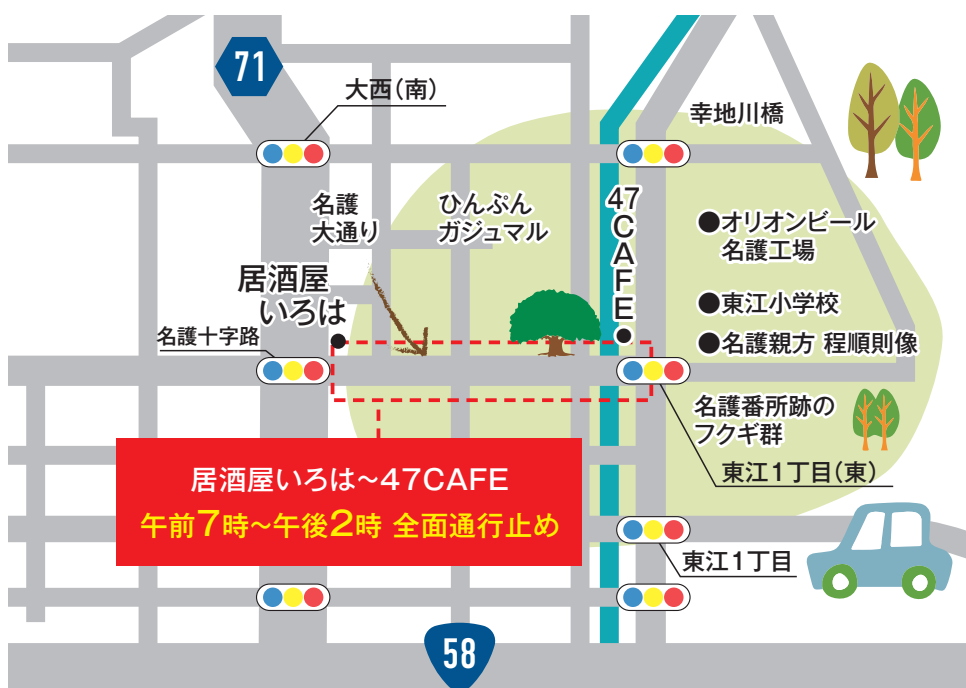 71
大西(南)
幸地川橋
名護
大通り
ひんぷん
ガジュマル
47CAFE
●オリオンビール
名護工場
居酒屋
いろは
●東江小学校
名護十字路
●名護親方 程順則像
名護番所跡の
フクギ群
東江1丁目(東)
居酒屋いろは~47CAFE
午前7時~午後2時 全面通行止め
東江1丁目
58